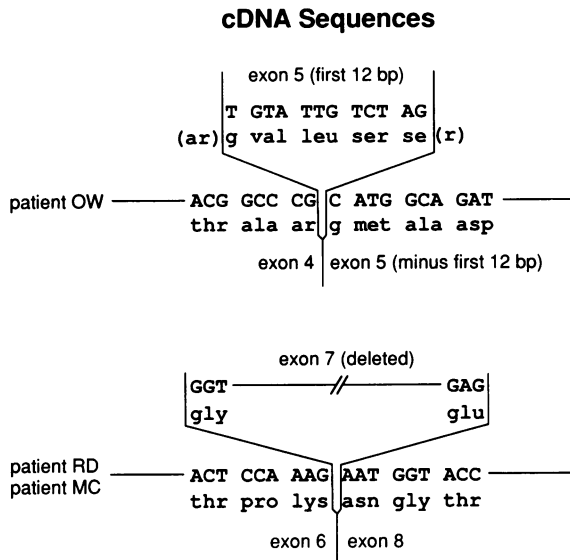 cDNA Sequences
exon 5 (first 12 bp)
T GTA TTG TCT AG
(ar) g val leu ser se (r)
patient OW ACG GCC CG C ATG GCA GAT
thr ala ar g met ala asp
exon 4 exon 5 (minus first 12 bp)
exon 7 (deleted)
GGT GAG
gly glu
patient RD
patient MC
ACT CCA AAG AAT GGT ACC
thr pro lys asn gly thr
exon 6 exon 8